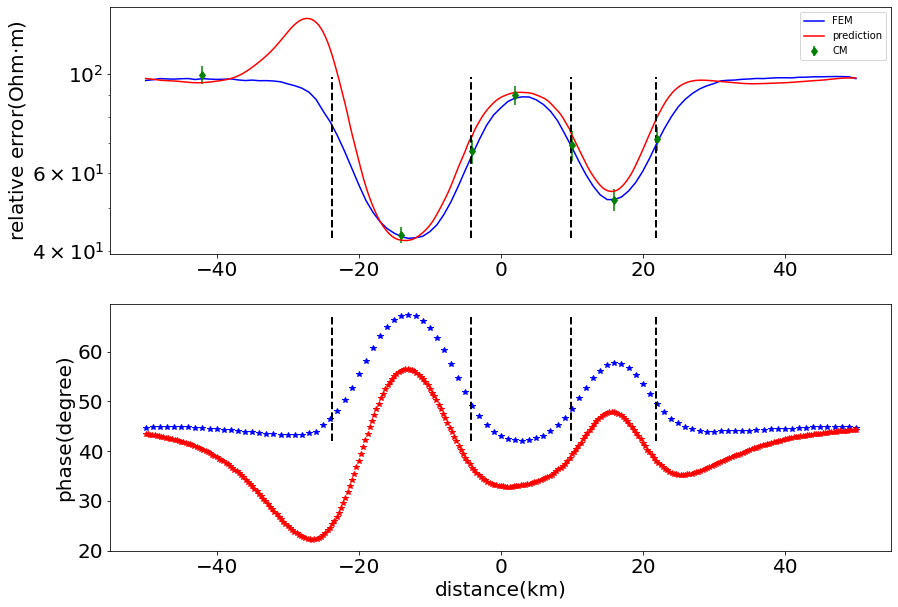 relative error(Ohm·m)
10²
6 × 10¹
4 × 10¹
FEM
prediction
CM
−40 −20 0 20 40
phase(degree)
60
50
40
30
20
−40 −20 0 20 40
distance(km)